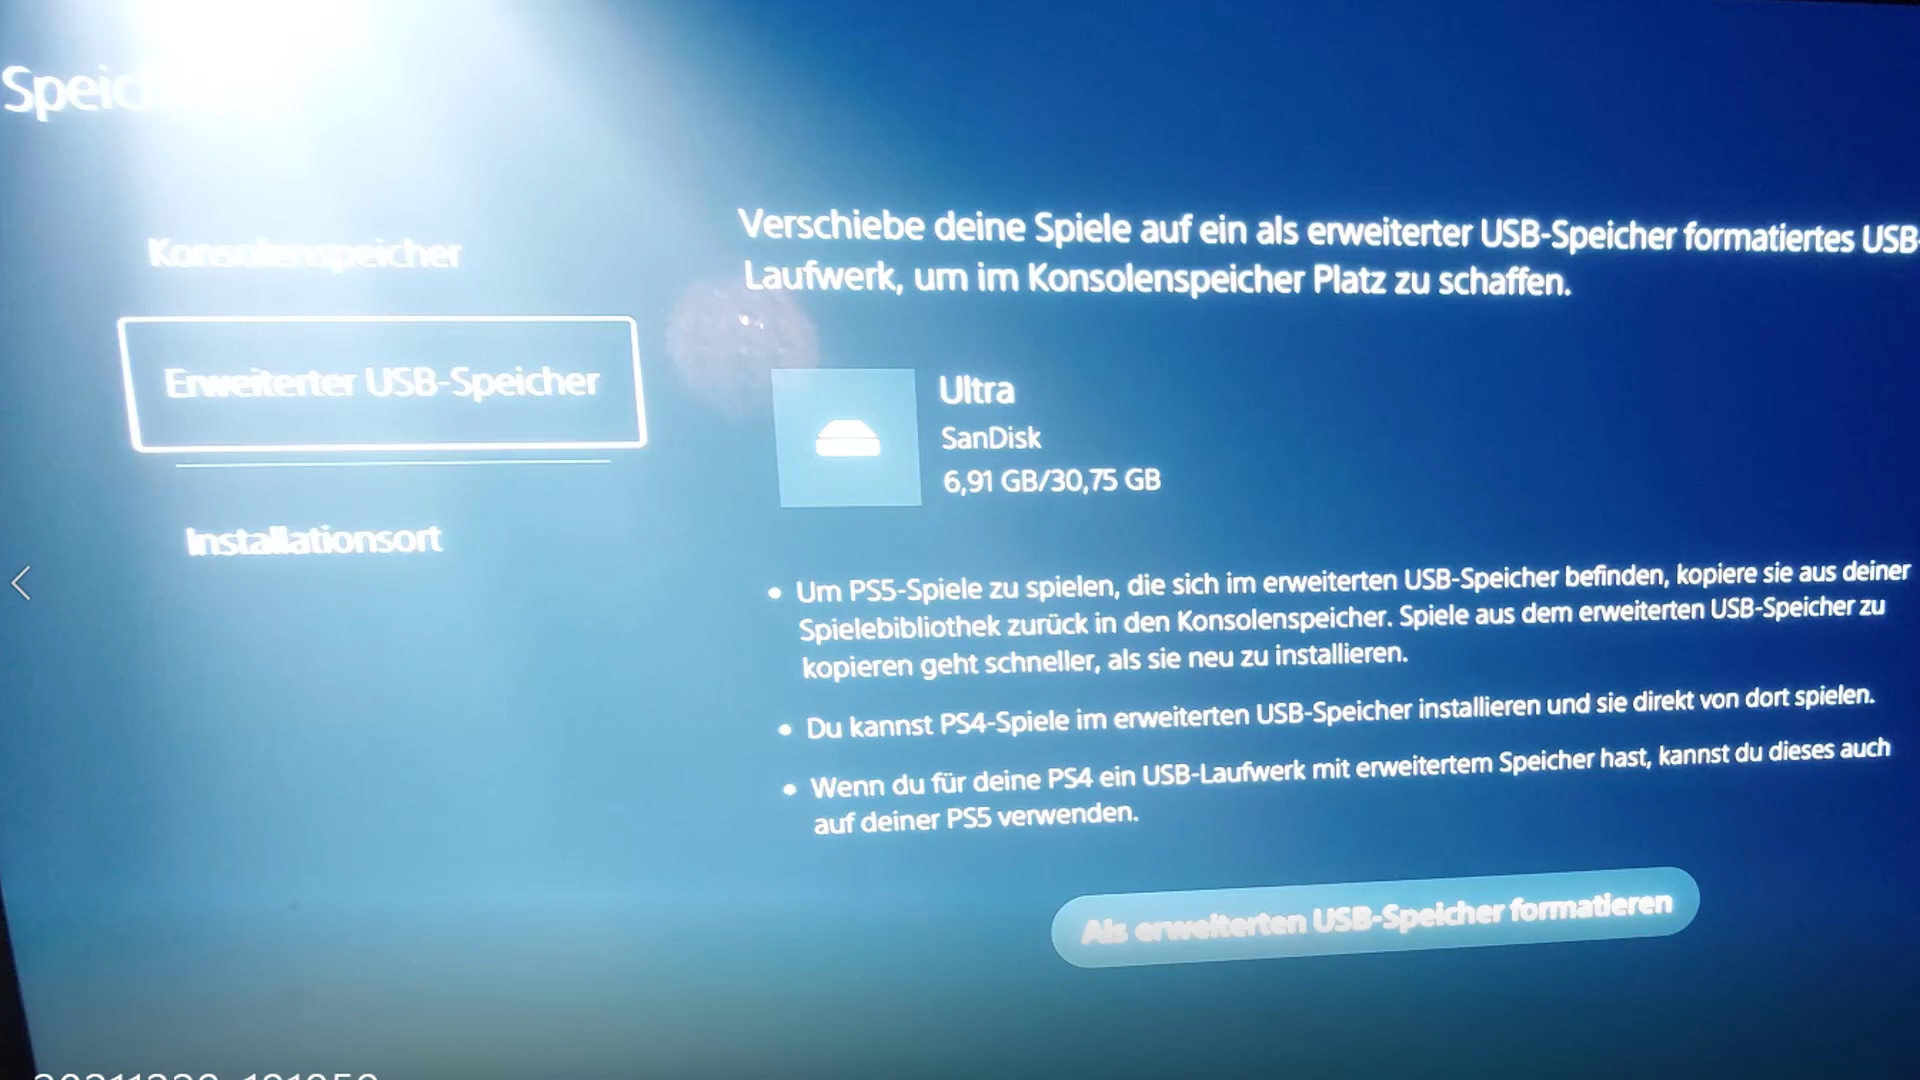 Konsolenspeicher
Erweiterter USB-Speicher
Installationsort
Verschiebe deine Spiele auf ein als erweiterter USB-Speicher formatiertes USB-
Laufwerk, um im Konsolenspeicher Platz zu schaffen.
Ultra
SanDisk
6,91 GB/30,75 GB
• Um PS5-Spiele zu spielen, die sich im erweiterten USB-Speicher befinden, kopiere sie aus deiner
Spielebibliothek zurück in den Konsolenspeicher. Spiele aus dem erweiterten USB-Speicher zu
kopieren geht schneller, als sie neu zu installieren.
• Du kannst PS4-Spiele im erweiterten USB-Speicher installieren und sie direkt von dort spielen.
• Wenn du für deine PS4 ein USB-Laufwerk mit erweitertem Speicher hast, kannst du dieses auch
auf deiner PS5 verwenden.
Als erweiterten USB-Speicher formatieren